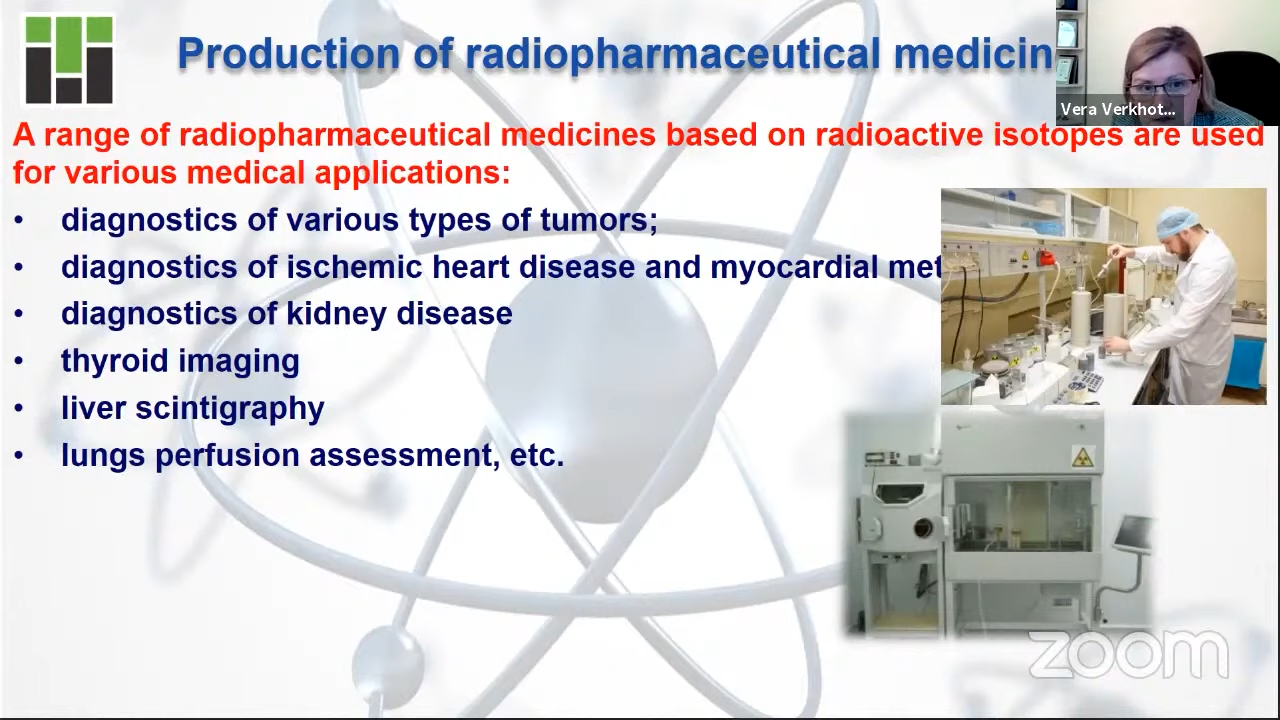 Production of radiopharmaceutical medicin
Vera Verkhot...
A range of radiopharmaceutical medicines based on radioactive isotopes are used
for various medical applications:
• diagnostics of various types of tumors;
• diagnostics of ischemic heart disease and myocardial met
• diagnostics of kidney disease
• thyroid imaging
• liver scintigraphy
• lungs perfusion assessment, etc.
zoom